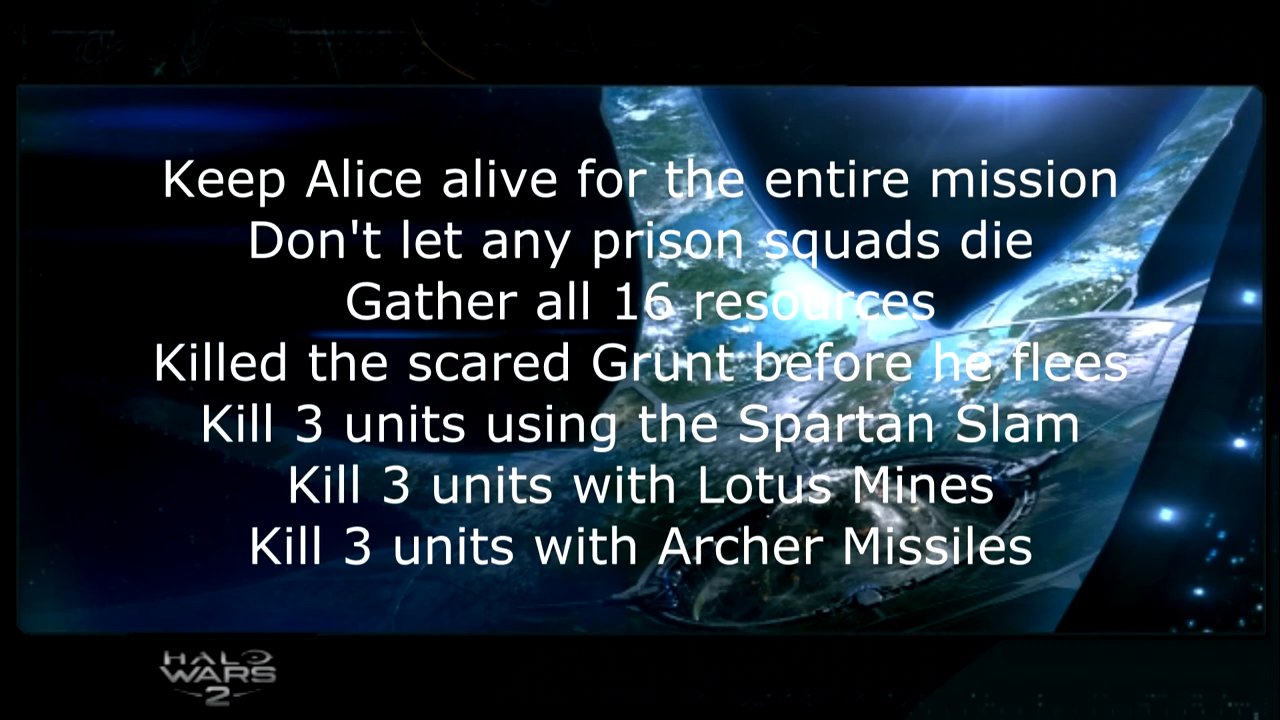 Keep Alice alive for the entire mission
Don't let any prison squads die
Gather all 16 resources
Killed the scared Grunt before he flees
Kill 3 units using the Spartan Slam
Kill 3 units with Lotus Mines
Kill 3 units with Archer Missiles
HALO
WARS
2